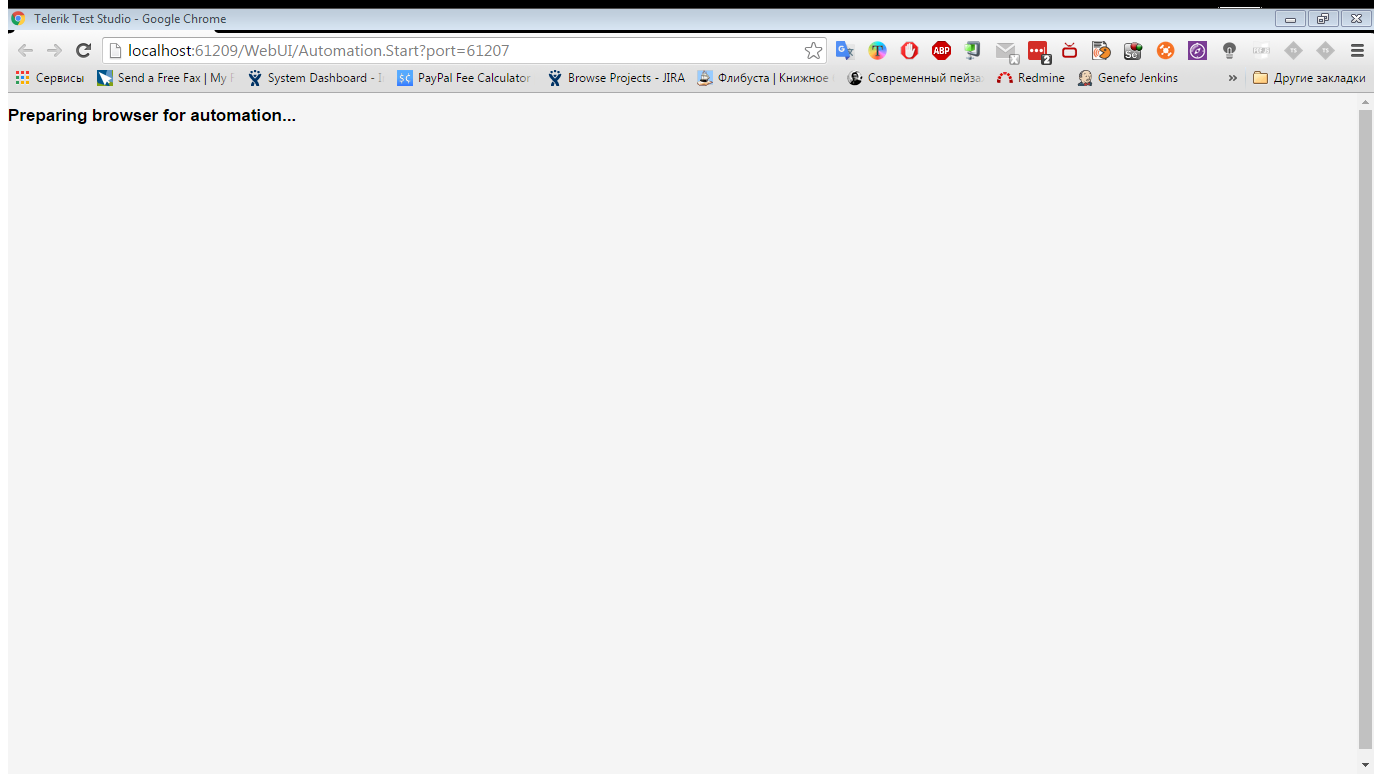 Telerik Test Studio - Google Chrome
localhost:61209/WebUI/Automation.Start?port=61207
ABP
2
Сервисы Send a Free Fax | My System Dashboard - PayPal Fee Calculator Browse Projects - JIRA Флибуста | Книжное Современный пейза Redmine Genefo Jenkins » Другие закладки
Preparing browser for automation...